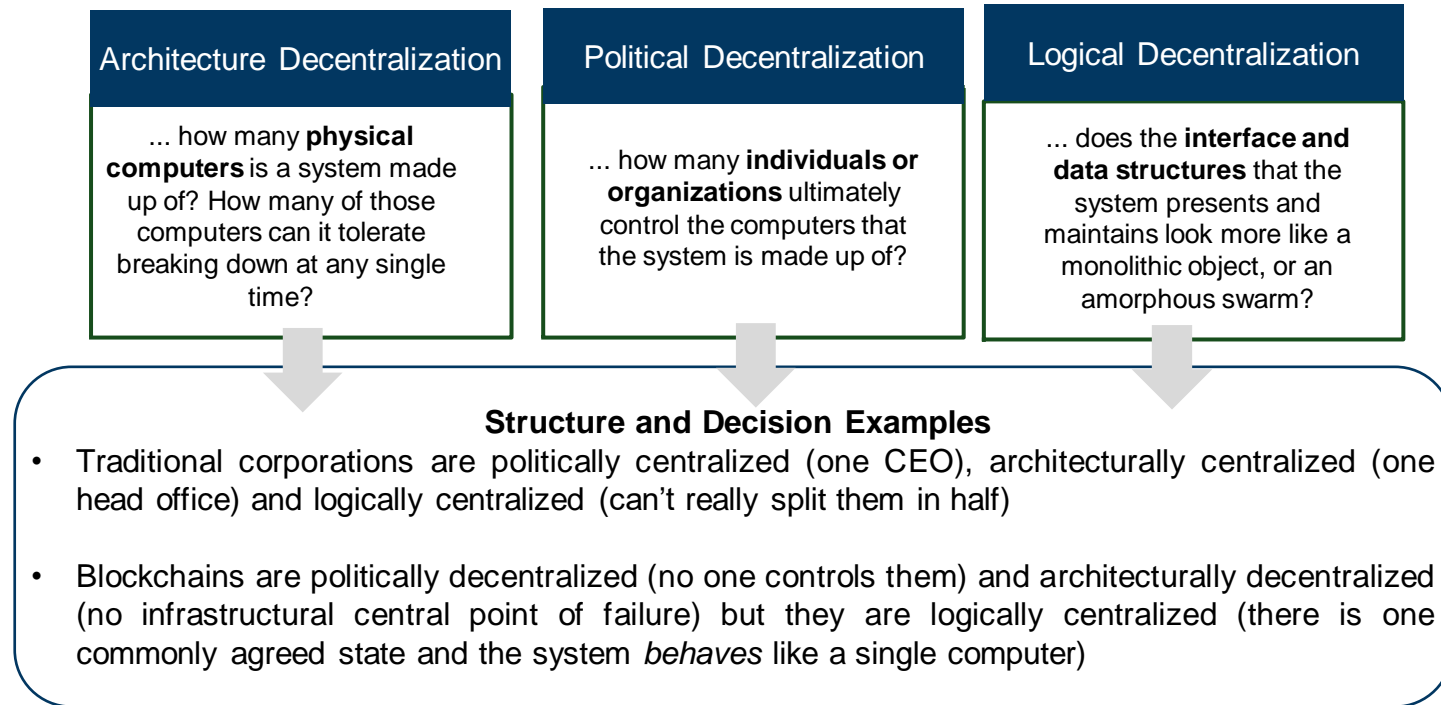 Architecture Decentralization
... how many physical
computers is a system made
up of? How many of those
computers can it tolerate
breaking down at any single
time?
Political Decentralization
... how many individuals or
organizations ultimately
control the computers that
the system is made up of?
Logical Decentralization
... does the interface and
data structures that the
system presents and
maintains look more like a
monolithic object, or an
amorphous swarm?
Structure and Decision Examples
• Traditional corporations are politically centralized (one CEO), architecturally centralized (one
head office) and logically centralized (can’t really split them in half)
• Blockchains are politically decentralized (no one controls them) and architecturally decentralized
(no infrastructural central point of failure) but they are logically centralized (there is one
commonly agreed state and the system behaves like a single computer)